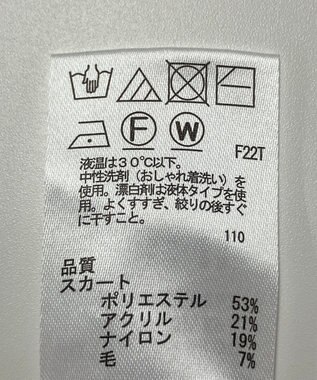 F W F22T
液温は30℃以下。
中性洗剤(おしゃれ着洗い)を
使用。漂白剤は液体タイプを使
用。よくすすぎ、絞りの後すぐ
に干すこと。
110
品質
スカート
ポリエステル 53%
アクリル 21%
ナイロン 19%
毛 7%